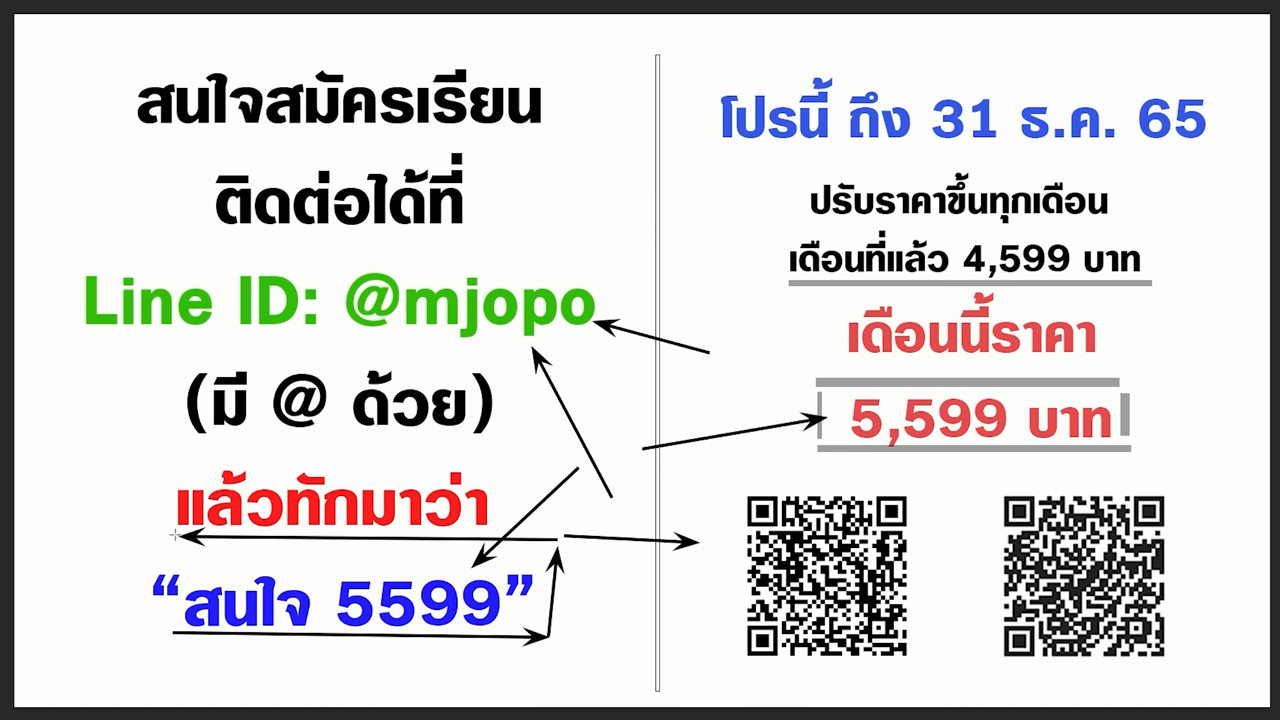 สนใจสมัครเรียน
ติดต่อได้ที่
Line ID: @mjopo
(มี @ ด้วย)
แล้วทักมาว่า
“สนใจ 5599”
โปรนี้ ถึง 31 ธ.ค. 65
ปรับราคาขึ้นทุกเดือน
เดือนที่แล้ว 4,599 บาท
เดือนนี้ราคา
5,599 บาท